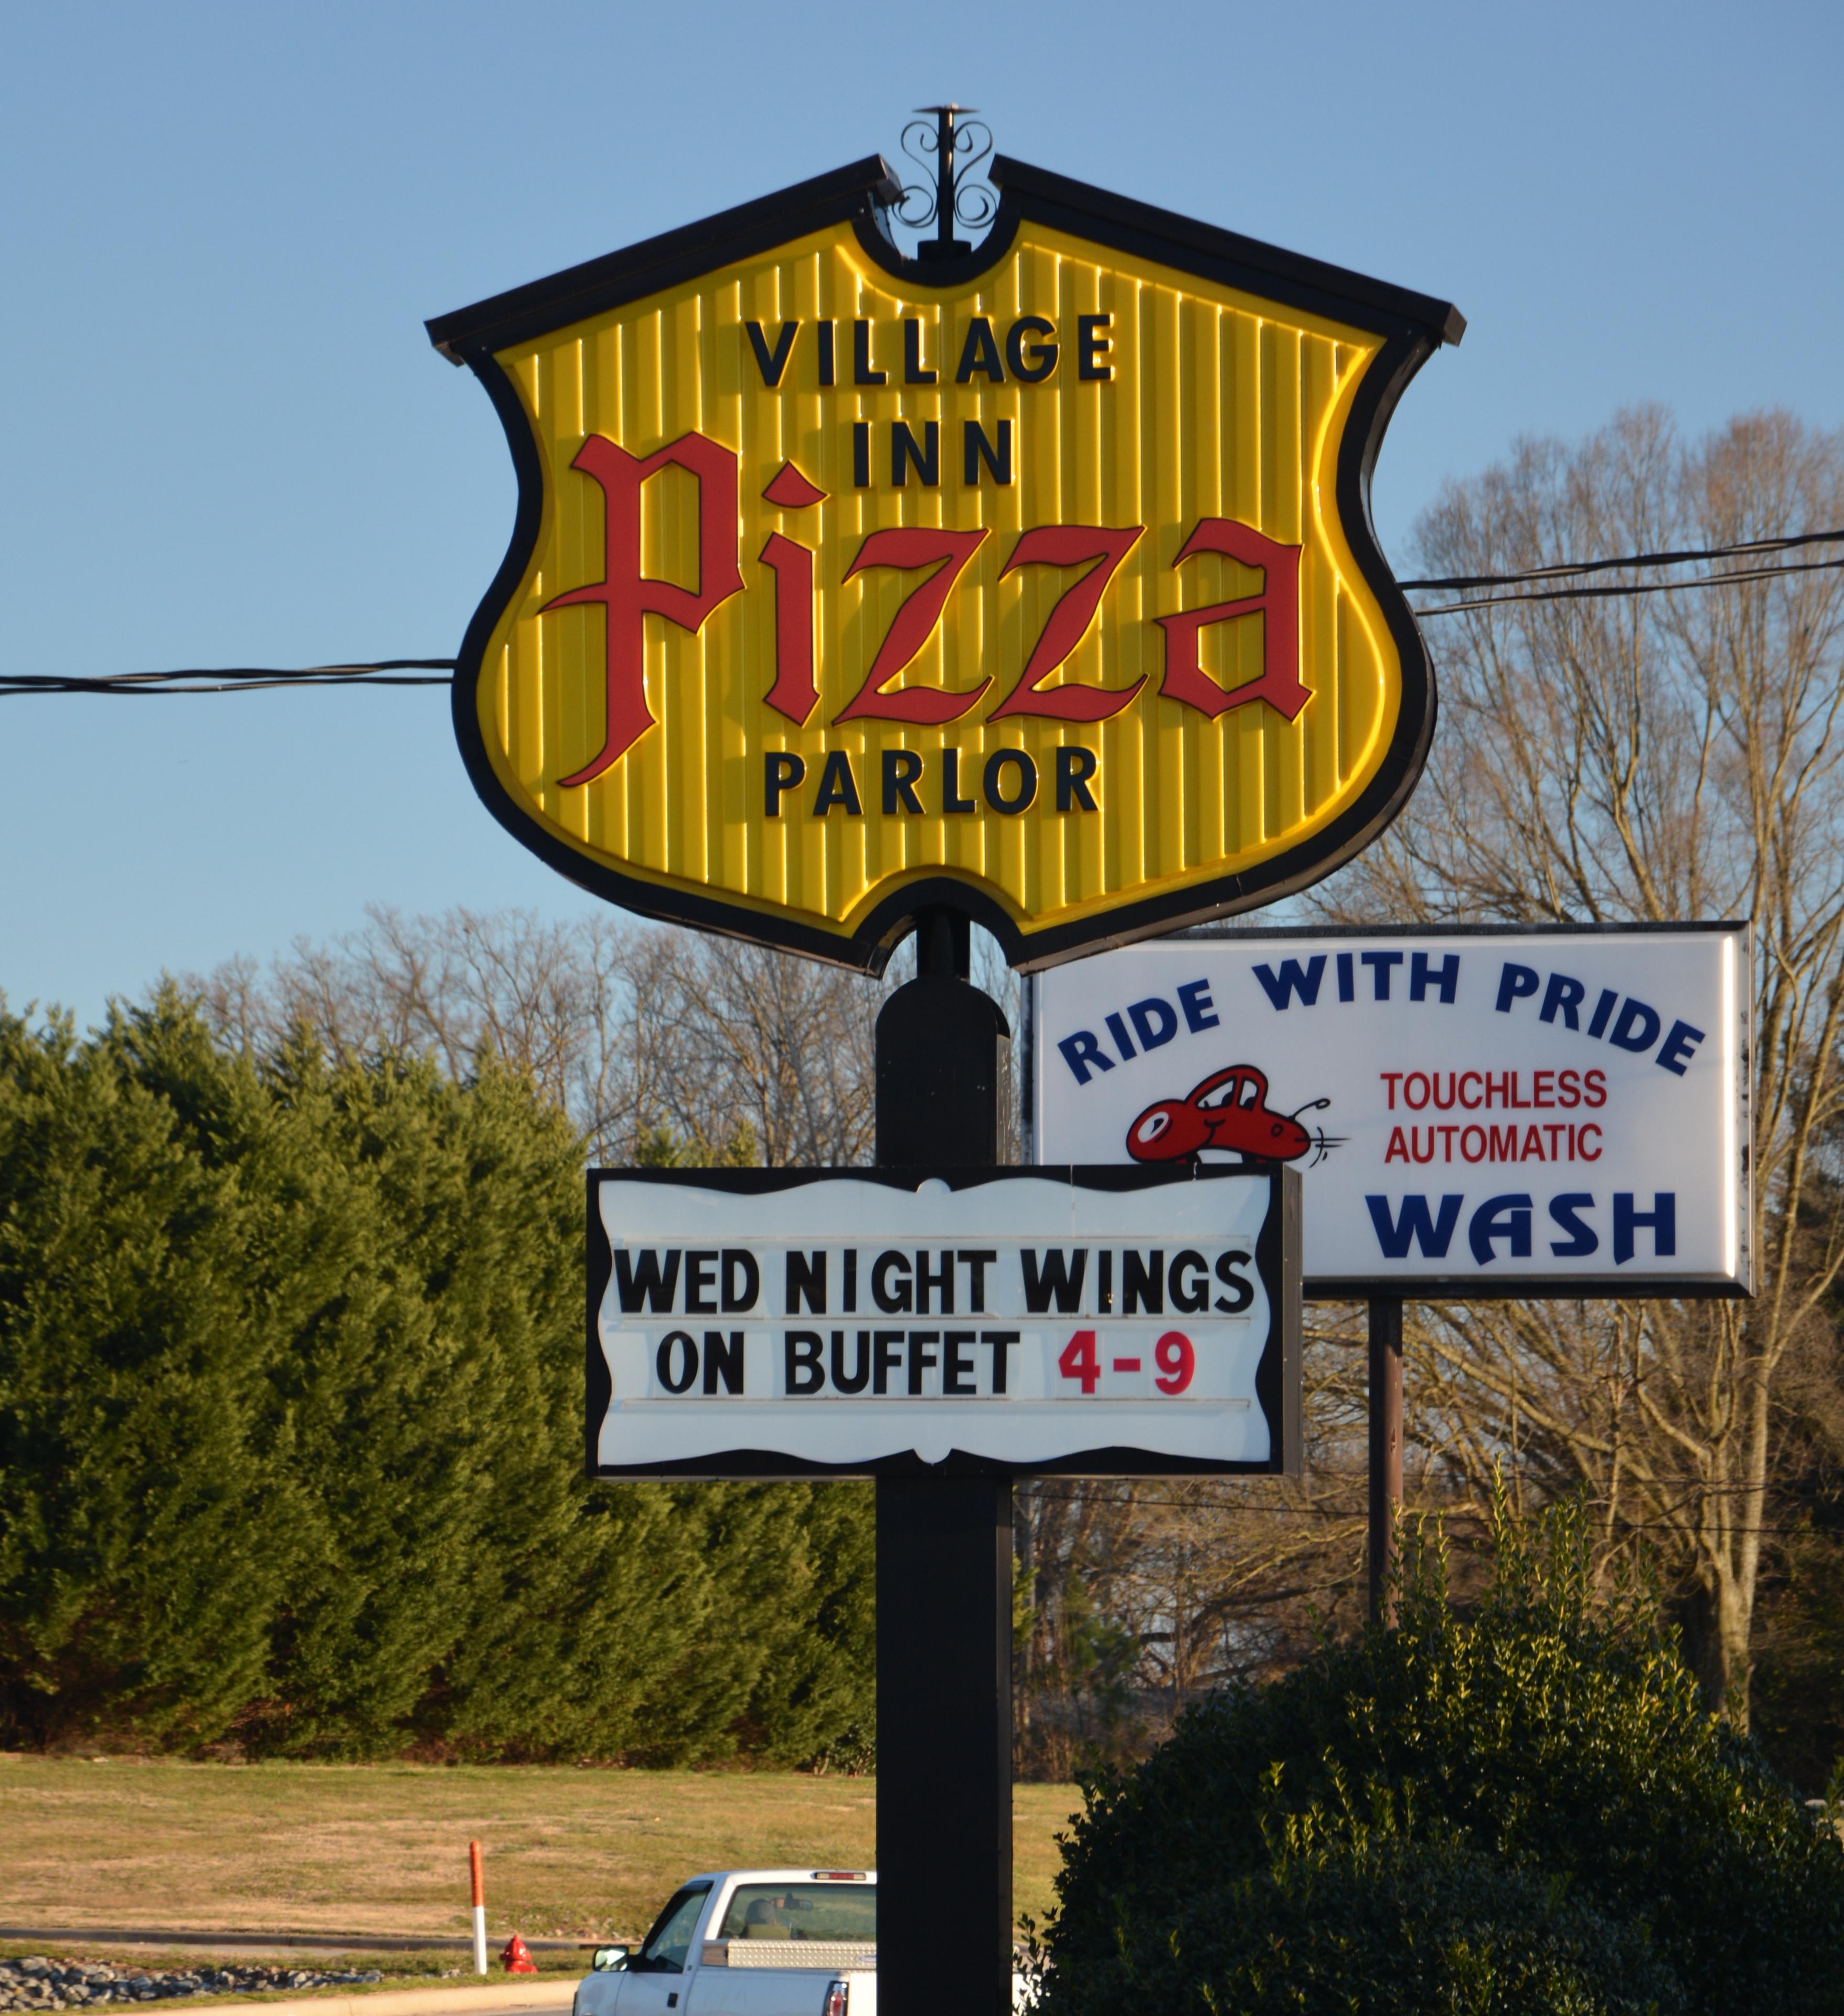 VILLAGE
INN
Pizza
PARLOR
RIDE WITH PRIDE
TOUCHLESS
AUTOMATIC
WASH
WED NIGHT WINGS
ON BUFFET 4-9